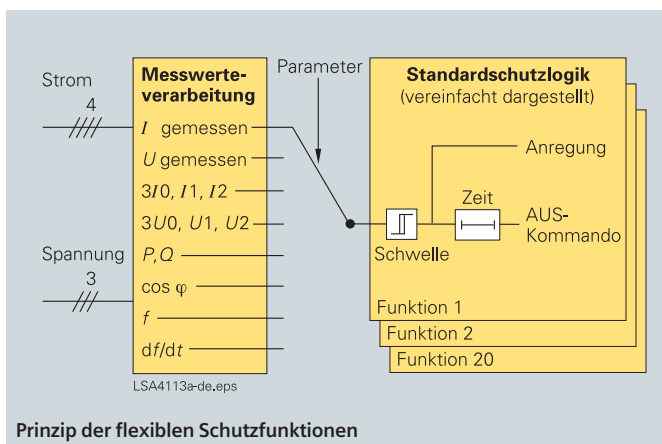 Strom
4
Spannung
3
Messwerte-
verarbeitung
I gemessen
U gemessen
3I0, I1, I2
3U0, U1, U2
P,Q
cos φ
f
df/dt
LSA4113a-de.eps
Parameter
Standardschutzlogik
(vereinfacht dargestellt)
Anregung
Zeit
AUS-
Kommando
Schwelle
Funktion 1
Funktion 2
Funktion 20
Prinzip der flexiblen Schutzfunktionen